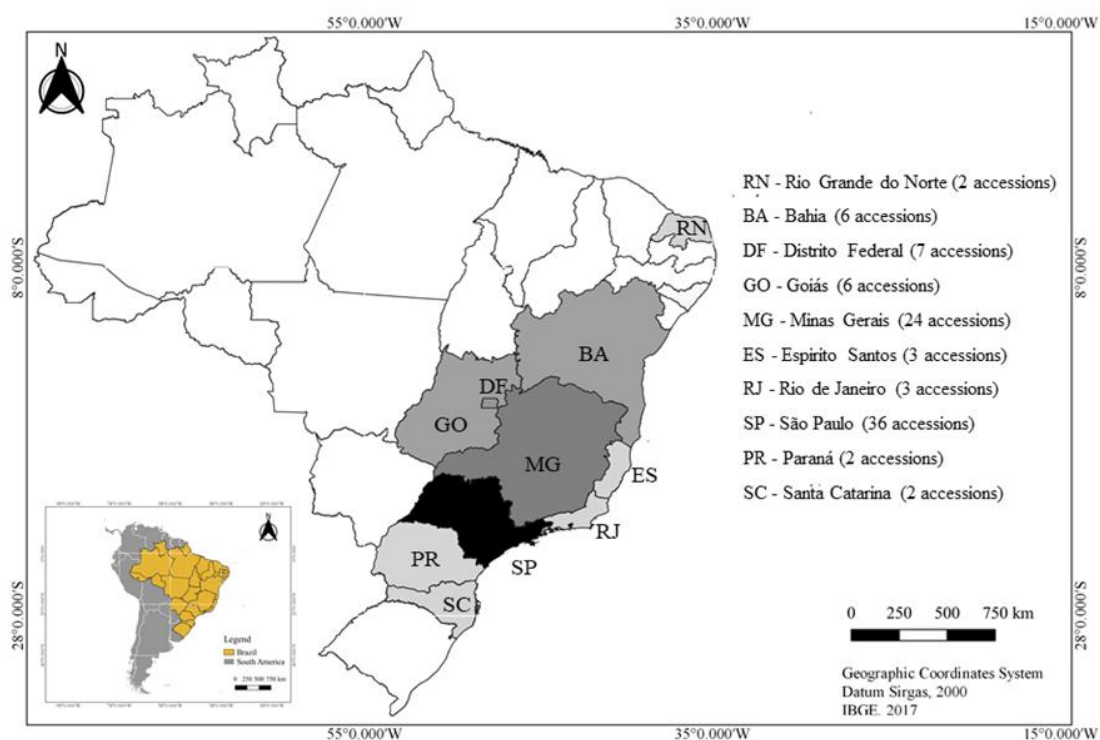 55°0.000'W 35°0.000'W 15°0.000'W
N
8°0.000'S
8°0.000'S
RN - Rio Grande do Norte (2 accessions)
BA - Bahia (6 accessions)
DF - Distrito Federal (7 accessions)
GO - Goiás (6 accessions)
MG - Minas Gerais (24 accessions)
ES - Espirito Santos (3 accessions)
RJ - Rio de Janeiro (3 accessions)
SP - São Paulo (36 accessions)
PR - Paraná (2 accessions)
SC - Santa Catarina (2 accessions)
RN
BA
DF
GO
MG
ES
RJ
PR
SP
SC
N
Legend
Brazil
South America
0 250 500 750 km
28°0.000'S
28°0.000'S
0 250 500 750 km
Geographic Coordinates System
Datum Sirgas, 2000
IBGE. 2017
55°0.000'W 35°0.000'W 15°0.000'W